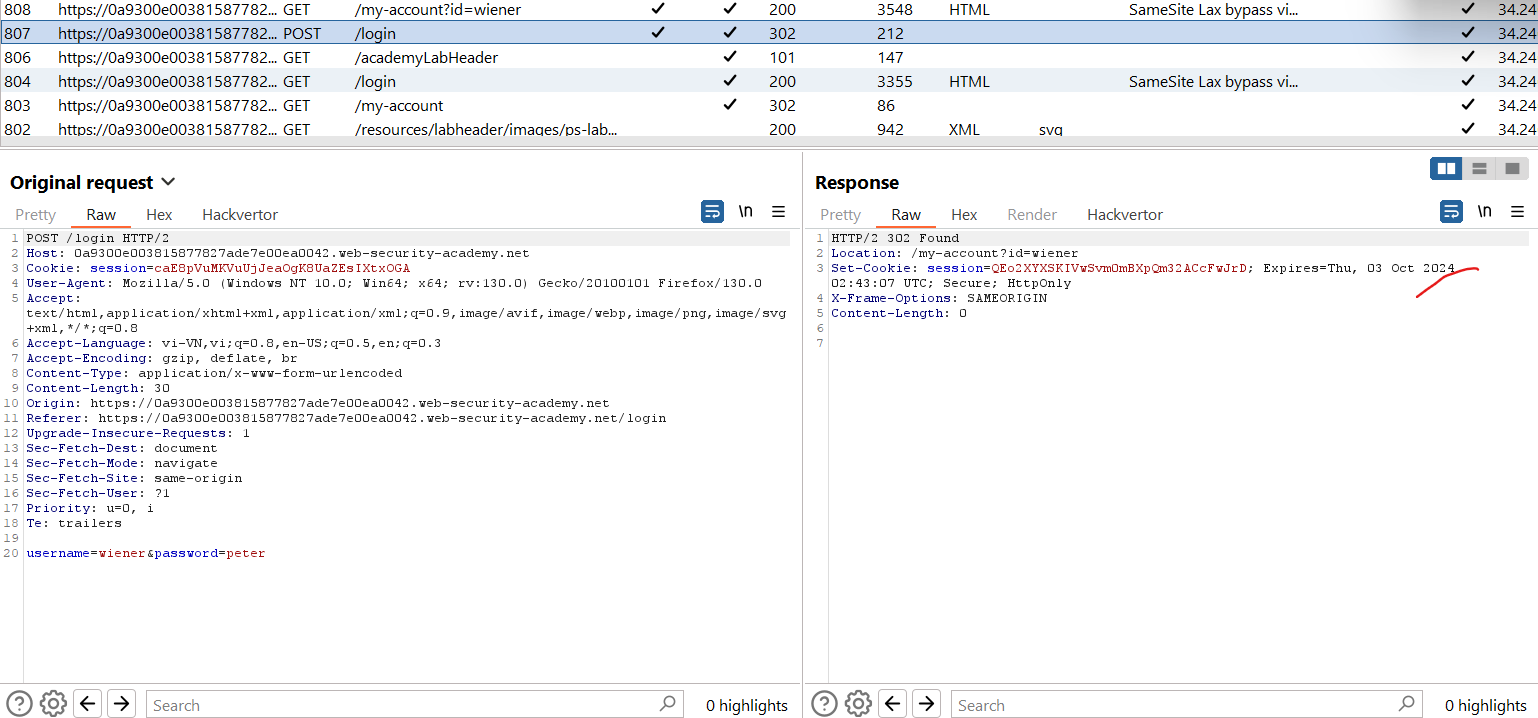 808 https://0a9300e00381587782... GET /my-account?id=wiener 200 3548 HTML SameSite Lax bypass vi... 34.24
807 https://0a9300e00381587782... POST /login 302 212 34.24
806 https://0a9300e00381587782... GET /academyLabHeader 101 147 34.24
804 https://0a9300e00381587782... GET /login 200 3355 HTML SameSite Lax bypass vi... 34.24
803 https://0a9300e00381587782... GET /my-account 302 86 34.24
802 https://0a9300e00381587782... GET /resources/labheader/images/ps-lab... 200 942 XML svg 34.24
Original request
Pretty Raw Hex Hackvertor \n
1 POST /login HTTP/2
2 Host: 0a9300e003815877827ade7e00ea0042.web-security-academy.net
3 Cookie: session=caE8pVuMKVuUjJeaOgK8UaZEsIXtxOGA
4 User-Agent: Mozilla/5.0 (Windows NT 10.0; Win64; x64; rv:130.0) Gecko/20100101 Firefox/130.0
5 Accept:
text/html,application/xhtml+xml,application/xml;q=0.9,image/avif,image/webp,image/png,image/svg
+xml,*/*;q=0.8
6 Accept-Language: vi-VN,vi;q=0.8,en-US;q=0.5,en;q=0.3
7 Accept-Encoding: gzip, deflate, br
8 Content-Type: application/x-www-form-urlencoded
9 Content-Length: 30
10 Origin: https://0a9300e003815877827ade7e00ea0042.web-security-academy.net
11 Referer: https://0a9300e003815877827ade7e00ea0042.web-security-academy.net/login
12 Upgrade-Insecure-Requests: 1
13 Sec-Fetch-Dest: document
14 Sec-Fetch-Mode: navigate
15 Sec-Fetch-Site: same-origin
16 Sec-Fetch-User: ?1
17 Priority: u=0, i
18 Te: trailers
19
20 username=wiener&password=peter
Search 0 highlights
Response
Pretty Raw Hex Render Hackvertor \n
1 HTTP/2 302 Found
2 Location: /my-account?id=wiener
3 Set-Cookie: session=QEo2XYXSKIVwSvmOmBXpQm32ACcFwJrD; Expires=Thu, 03 Oct 2024
02:43:07 UTC; Secure; HttpOnly
4 X-Frame-Options: SAMEORIGIN
5 Content-Length: 0
6
7
Search 0 highlights